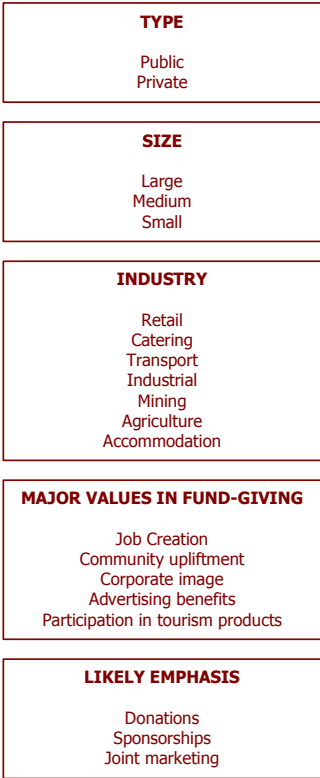 TYPE
Public
Private
SIZE
Large
Medium
Small
INDUSTRY
Retail
Catering
Transport
Industrial
Mining
Agriculture
Accommodation
MAJOR VALUES IN FUND-GIVING
Job Creation
Community upliftment
Corporate image
Advertising benefits
Participation in tourism products
LIKELY EMPHASIS
Donations
Sponsorships
Joint marketing